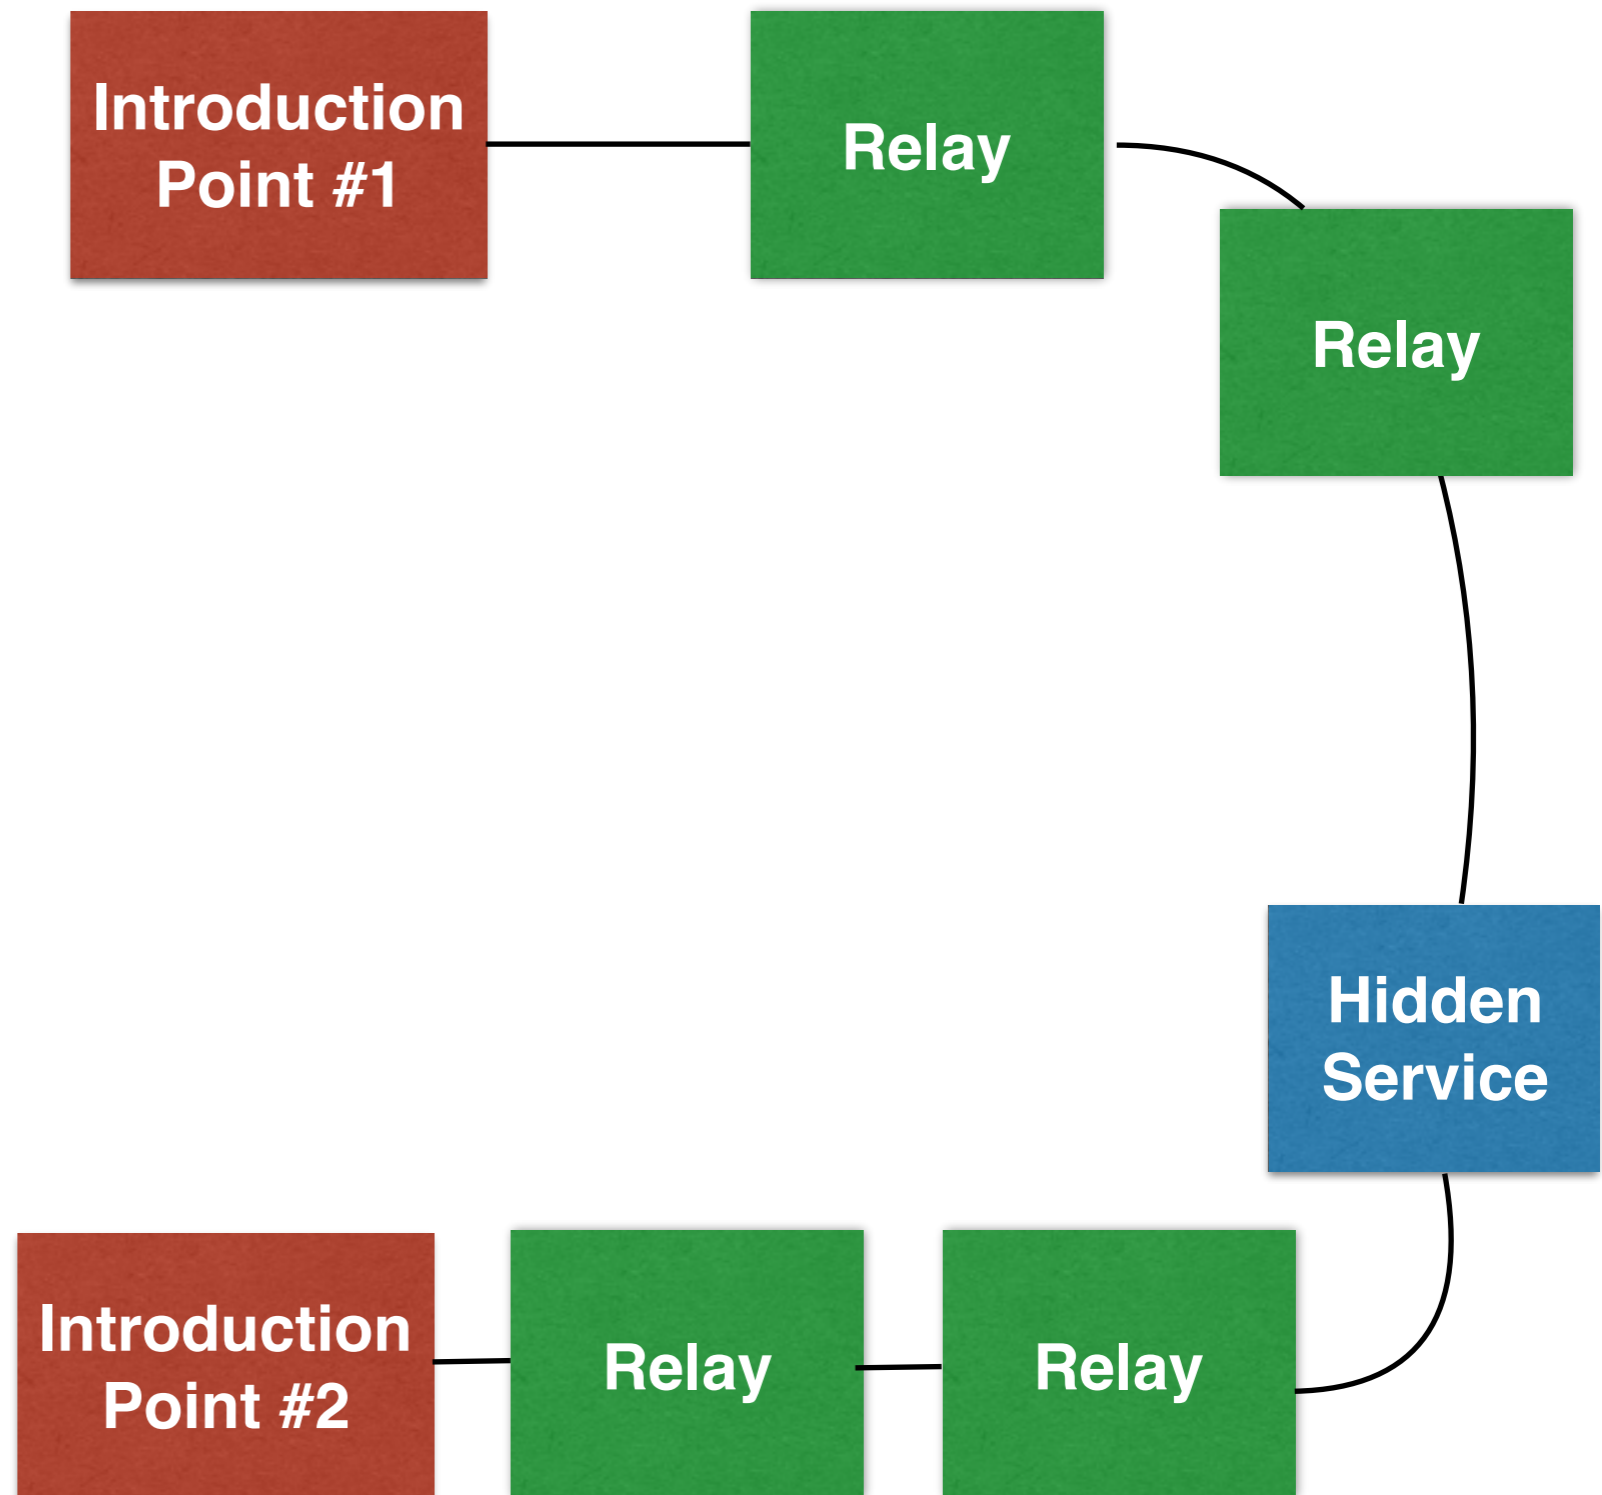 Introduction
Point #1
Relay
Relay
Hidden
Service
Introduction
Point #2
Relay
Relay